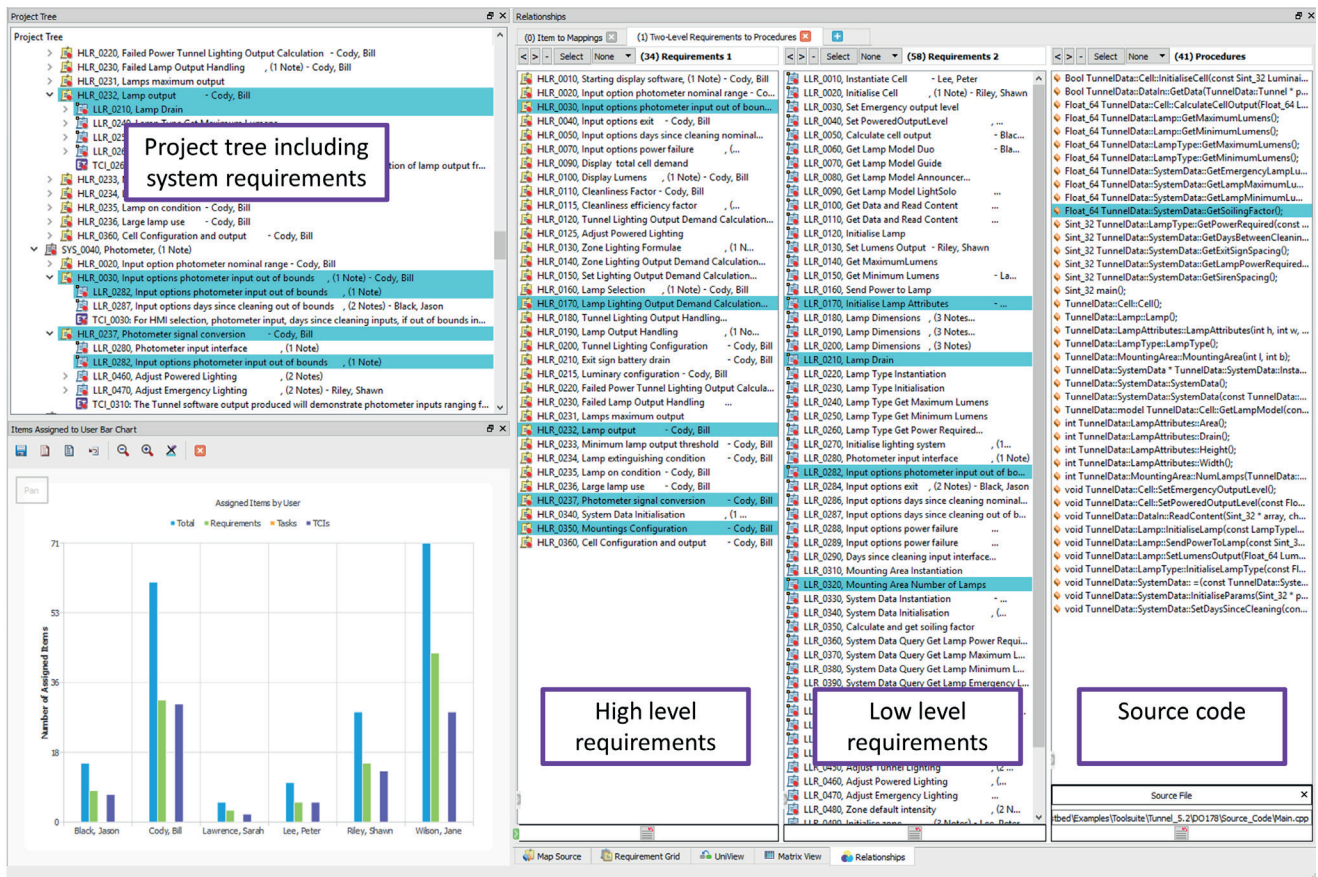 Project Tree
Project Tree
HLR_0220, Failed Power Tunnel Lighting Output Calculation - Cody, Bill
HLR_0230, Failed Lamp Output Handling , (1 Note) - Cody, Bill
HLR_0231, Lamps maximum output
HLR_0232, Lamp output - Cody, Bill
LLR_0210, Lamp Drain
LLR_0240, Lamp Type Get Maximum Lumens
Project tree including
system requirements
tion of lamp output fr...
HLR_0235, Lamp on condition - Cody, Bill
HLR_0236, Large lamp use - Cody, Bill
HLR_0360, Cell Configuration and output - Cody, Bill
SYS_0040, Photometer, (1 Note)
HLR_0020, Input option photometer nominal range - Cody, Bill
HLR_0030, Input options photometer input out of bounds , (1 Note) - Cody, Bill
LLR_0282, Input options photometer input out of bounds , (1 Note)
LLR_0287, Input options days since cleaning out of bounds , (2 Notes) - Black, Jason
TCI_0030: For HMI selection, photometer input, days since cleaning inputs, if out of bounds in...
HLR_0237, Photometer signal conversion - Cody, Bill
LLR_0280, Photometer input interface , (1 Note)
LLR_0282, Input options photometer input out of bounds , (1 Note)
LLR_0460, Adjust Powered Lighting , (2 Notes)
LLR_0470, Adjust Emergency Lighting , (2 Notes) - Riley, Shawn
TCI_0310: The Tunnel software output produced will demonstrate photometer inputs ranging f...
Items Assigned to User Bar Chart
Pan
Assigned Items by User
Total Requirements Tasks TCIs
Number of Assigned Items
71
53
36
18
0
Black, Jason Cody, Bill Lawrence, Sarah Lee, Peter Riley, Shawn Wilson, Jane
Relationships
(0) Item to Mappings (1) Two-Level Requirements to Procedures
< > - Select None (34) Requirements 1
HLR_0010, Starting display software, (1 Note) - Cody, Bill
HLR_0020, Input option photometer nominal range - Co...
HLR_0030, Input options photometer input out of boun...
HLR_0040, Input options exit - Cody, Bill
HLR_0050, Input options days since cleaning nominal...
HLR_0070, Input options power failure , (...
HLR_0090, Display total cell demand
HLR_0100, Display Lumens , (1 Note) - Cody, Bill
HLR_0110, Cleanliness Factor - Cody, Bill
HLR_0115, Cleanliness efficiency factor , (...
HLR_0120, Tunnel Lighting Output Demand Calculation...
HLR_0125, Adjust Powered Lighting
HLR_0130, Zone Lighting Formulae , (1 N...
HLR_0140, Zone Lighting Output Demand Calculation...
HLR_0150, Set Lighting Output Demand Calculation...
HLR_0160, Lamp Selection , (1 Note) - Cody, Bill
HLR_0170, Lamp Lighting Output Demand Calculation...
HLR_0180, Tunnel Lighting Output Handling...
HLR_0190, Lamp Output Handling , (1 No...
HLR_0200, Tunnel Lighting Configuration - Cody, Bill
HLR_0210, Exit sign battery drain - Cody, Bill
HLR_0215, Luminary configuration - Cody, Bill
HLR_0220, Failed Power Tunnel Lighting Output Calcula...
HLR_0230, Failed Lamp Output Handling ...
HLR_0231, Lamps maximum output
HLR_0232, Lamp output - Cody, Bill
HLR_0233, Minimum lamp output threshold - Cody, Bill
HLR_0234, Lamp extinguishing condition - Cody, Bill
HLR_0235, Lamp on condition - Cody, Bill
HLR_0236, Large lamp use - Cody, Bill
HLR_0237, Photometer signal conversion - Cody, Bill
HLR_0340, System Data Initialisation , (1 ...
HLR_0350, Mountings Configuration - Cody, Bill
HLR_0360, Cell Configuration and output - Cody, Bill
High level
requirements
< > - Select None (58) Requirements 2
LLR_0010, Instantiate Cell - Lee, Peter
LLR_0020, Initialise Cell , (1 Note) - Riley, Shawn
LLR_0030, Set Emergency output level
LLR_0040, Set PoweredOutputLevel , ...
LLR_0050, Calculate cell output - Blac...
LLR_0060, Get Lamp Model Duo - Bla...
LLR_0070, Get Lamp Model Guide
LLR_0080, Get Lamp Model Announcer...
LLR_0090, Get Lamp Model LightSolo ...
LLR_0100, Get Data and Read Content ...
LLR_0110, Get Data and Read Content ...
LLR_0120, Initialise Lamp
LLR_0130, Set Lumens Output - Riley, Shawn
LLR_0140, Get MaximumLumens
LLR_0150, Get Minimum Lumens - La...
LLR_0160, Send Power to Lamp
LLR_0170, Initialise Lamp Attributes - ...
LLR_0180, Lamp Dimensions , (3 Notes...
LLR_0190, Lamp Dimensions , (3 Notes...
LLR_0200, Lamp Dimensions , (3 Notes)
LLR_0210, Lamp Drain
LLR_0220, Lamp Type Instantiation
LLR_0230, Lamp Type Initialisation
LLR_0240, Lamp Type Get Maximum Lumens
LLR_0250, Lamp Type Get Minimum Lumens
LLR_0260, Lamp Type Get Power Required...
LLR_0270, Initialise lighting system , (1...
LLR_0280, Photometer input interface , (1 Note)
LLR_0282, Input options photometer input out of bo...
LLR_0284, Input options exit , (2 Notes) - Black, Jason
LLR_0286, Input options days since cleaning nominal...
LLR_0287, Input options days since cleaning out of b...
LLR_0288, Input options power failure ...
LLR_0289, Input options power failure ...
LLR_0290, Days since cleaning input interface...
LLR_0310, Mounting Area Instantiation
LLR_0320, Mounting Area Number of Lamps
LLR_0330, System Data Instantiation - ...
LLR_0340, System Data Initialisation , (...
LLR_0350, Calculate and get soiling factor
LLR_0360, System Data Query Get Lamp Power Requi...
LLR_0370, System Data Query Get Lamp Maximum L...
LLR_0380, System Data Query Get Lamp Minimum L...
LLR_0390, System Data Query Get Lamp Emergency L...
Low level
requirements
LLR_0450, Adjust Tunnel Lighting , (2 ...
LLR_0460, Adjust Powered Lighting , (...
LLR_0470, Adjust Emergency Lighting ...
LLR_0480, Zone default intensity , (2 N...
LLR_0490, Initialise zone , (3 Notes) - Lee, Peter
< > - Select None (41) Procedures
Bool TunnelData::Cell::InitialiseCell(const Sint_32 Luminai...
Bool TunnelData::DataIn::GetData(TunnelData::Tunnel * p...
Float_64 TunnelData::Cell::CalculateCellOutput(Float_64 L...
Float_64 TunnelData::Lamp::GetMaximumLumens();
Float_64 TunnelData::Lamp::GetMinimumLumens();
Float_64 TunnelData::LampType::GetMaximumLumens();
Float_64 TunnelData::LampType::GetMinimumLumens();
Float_64 TunnelData::SystemData::GetEmergencyLampLu...
Float_64 TunnelData::SystemData::GetLampMaximumLu...
Float_64 TunnelData::SystemData::GetLampMinimumLu...
Float_64 TunnelData::SystemData::GetSoilingFactor();
Sint_32 TunnelData::LampType::GetPowerRequired(const ...
Sint_32 TunnelData::SystemData::GetDaysBetweenCleanin...
Sint_32 TunnelData::SystemData::GetExitSignSpacing();
Sint_32 TunnelData::SystemData::GetLampPowerRequired...
Sint_32 TunnelData::SystemData::GetSirenSpacing();
Sint_32 main();
TunnelData::Cell::Cell();
TunnelData::Lamp::Lamp();
TunnelData::LampAttributes::LampAttributes(int h, int w, ...
TunnelData::LampType::LampType();
TunnelData::MountingArea::MountingArea(int l, int b);
TunnelData::SystemData * TunnelData::SystemData::Insta...
TunnelData::SystemData::SystemData();
TunnelData::SystemData::SystemData(const TunnelData::...
TunnelData::model TunnelData::Cell::GetLampModel(con...
int TunnelData::LampAttributes::Area();
int TunnelData::LampAttributes::Drain();
int TunnelData::LampAttributes::Height();
int TunnelData::LampAttributes::Width();
int TunnelData::MountingArea::NumLamps(TunnelData::...
void TunnelData::Cell::SetEmergencyOutputLevel();
void TunnelData::Cell::SetPoweredOutputLevel(const Flo...
void TunnelData::DataIn::ReadContent(Sint_32 * array, ch...
void TunnelData::Lamp::InitialiseLamp(const LampTypeI...
void TunnelData::Lamp::SendPowerToLamp(const Sint_3...
void TunnelData::Lamp::SetLumensOutput(Float_64 Lum...
void TunnelData::LampType::InitialiseLampType(const Fl...
void TunnelData::SystemData:: =(const TunnelData::Syste...
void TunnelData::SystemData::InitialiseParams(Sint_32 * p...
void TunnelData::SystemData::SetDaysSinceCleaning(con...
Source code
Source File
stbed\Examples\Toolsuite\Tunnel_5.2\DO178\Source_Code\Main.cpp
Map Source Requirement Grid UniView Matrix View Relationships